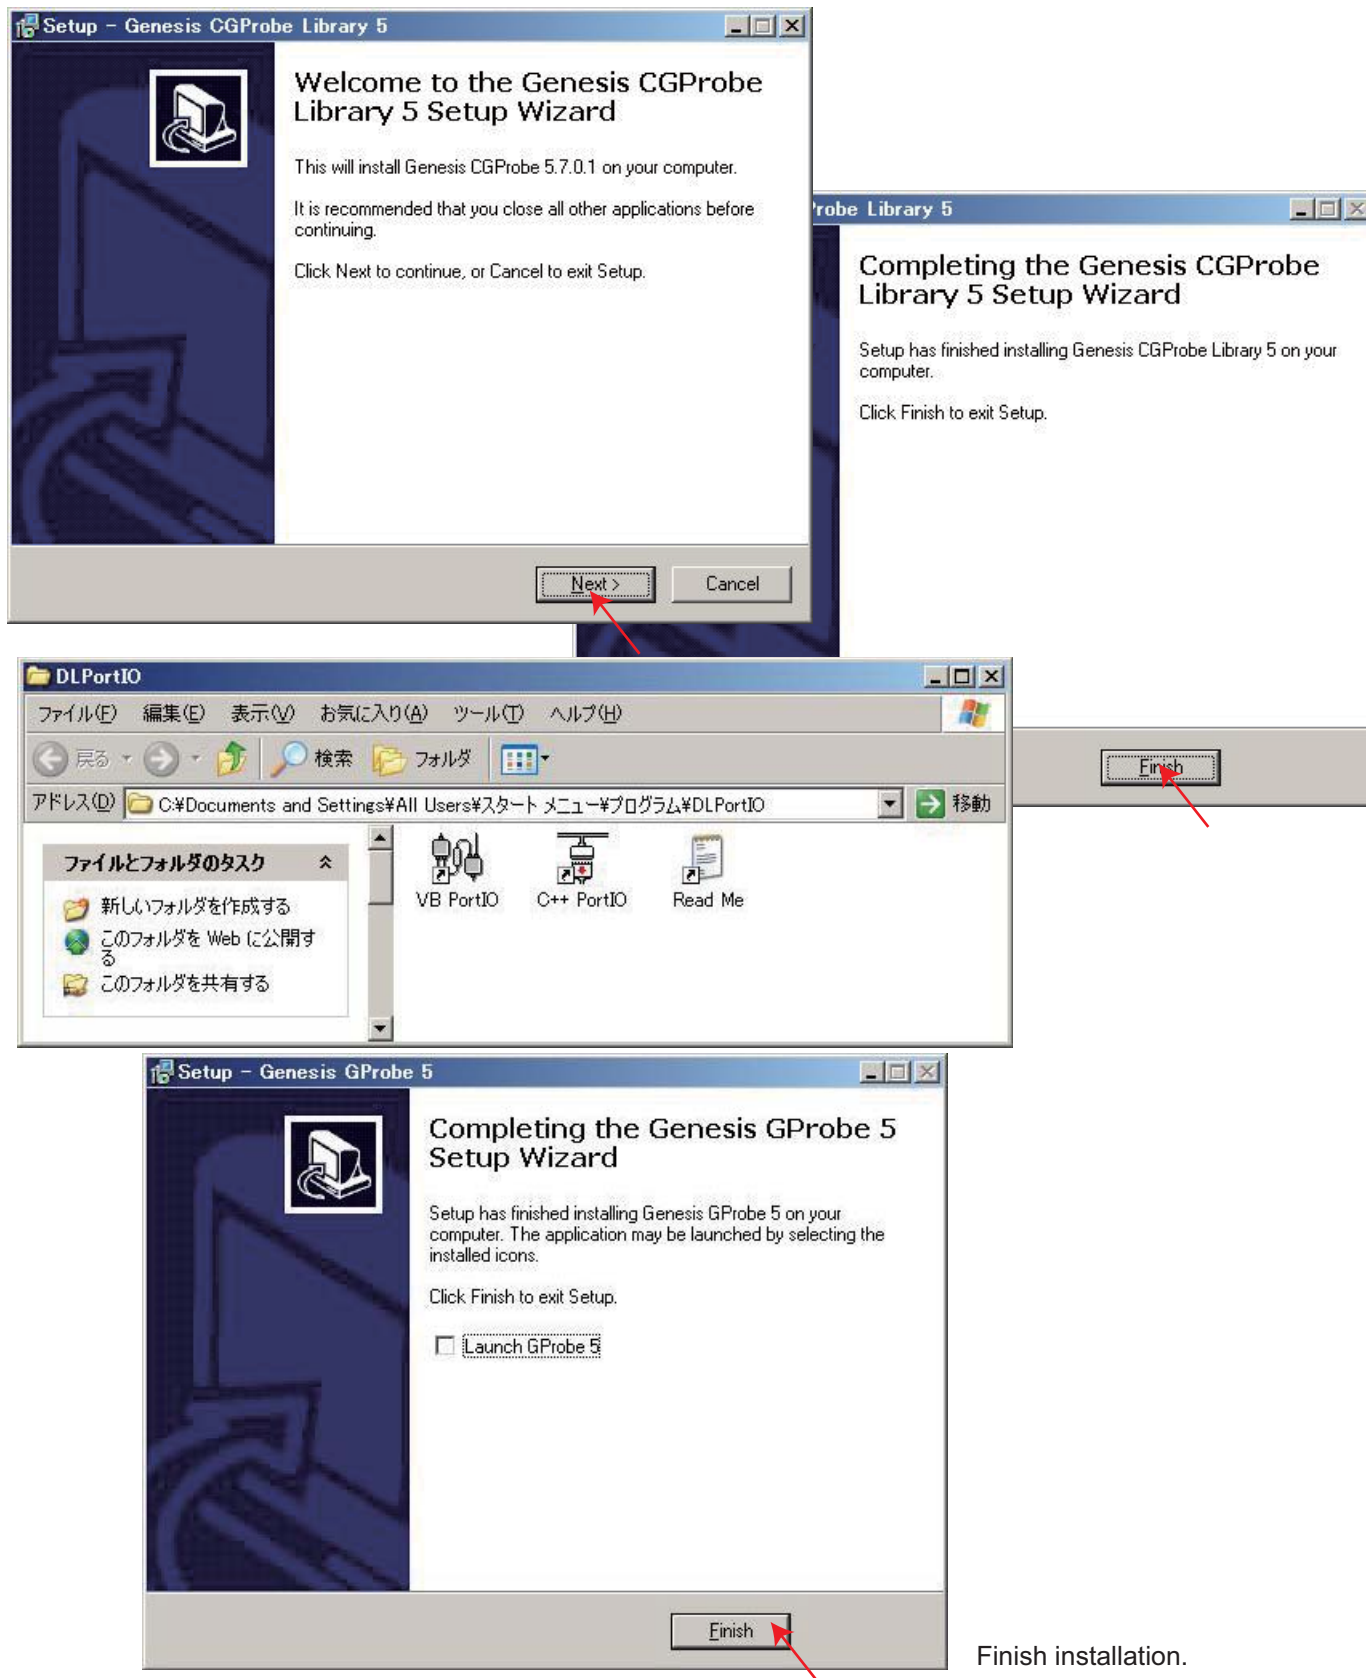 Setup - Genesis CGProbe Library 5
Welcome to the Genesis CGProbe
Library 5 Setup Wizard
This will install Genesis CGProbe 5.7.0.1 on your computer.
It is recommended that you close all other applications before
continuing.
Click Next to continue, or Cancel to exit Setup.
Next >
Cancel
robe Library 5
Completing the Genesis CGProbe
Library 5 Setup Wizard
Setup has finished installing Genesis CGProbe Library 5 on your
computer.
Click Finish to exit Setup.
Finish
DLPortIO
ファイル(F) 編集(E) 表示(V) お気に入り(A) ツール(T) ヘルプ(H)
戻る 検索 フォルダ
アドレス(D) C:¥Documents and Settings¥All Users¥スタート メニュー¥プログラム¥DLPortIO 移動
ファイルとフォルダのタスク
新しいフォルダを作成する
このフォルダを Web に公開す
る
このフォルダを共有する
VB PortIO
C++ PortIO
Read Me
Setup - Genesis GProbe 5
Completing the Genesis GProbe 5
Setup Wizard
Setup has finished installing Genesis GProbe 5 on your
computer. The application may be launched by selecting the
installed icons.
Click Finish to exit Setup.
Launch GProbe 5
Finish
Finish installation.